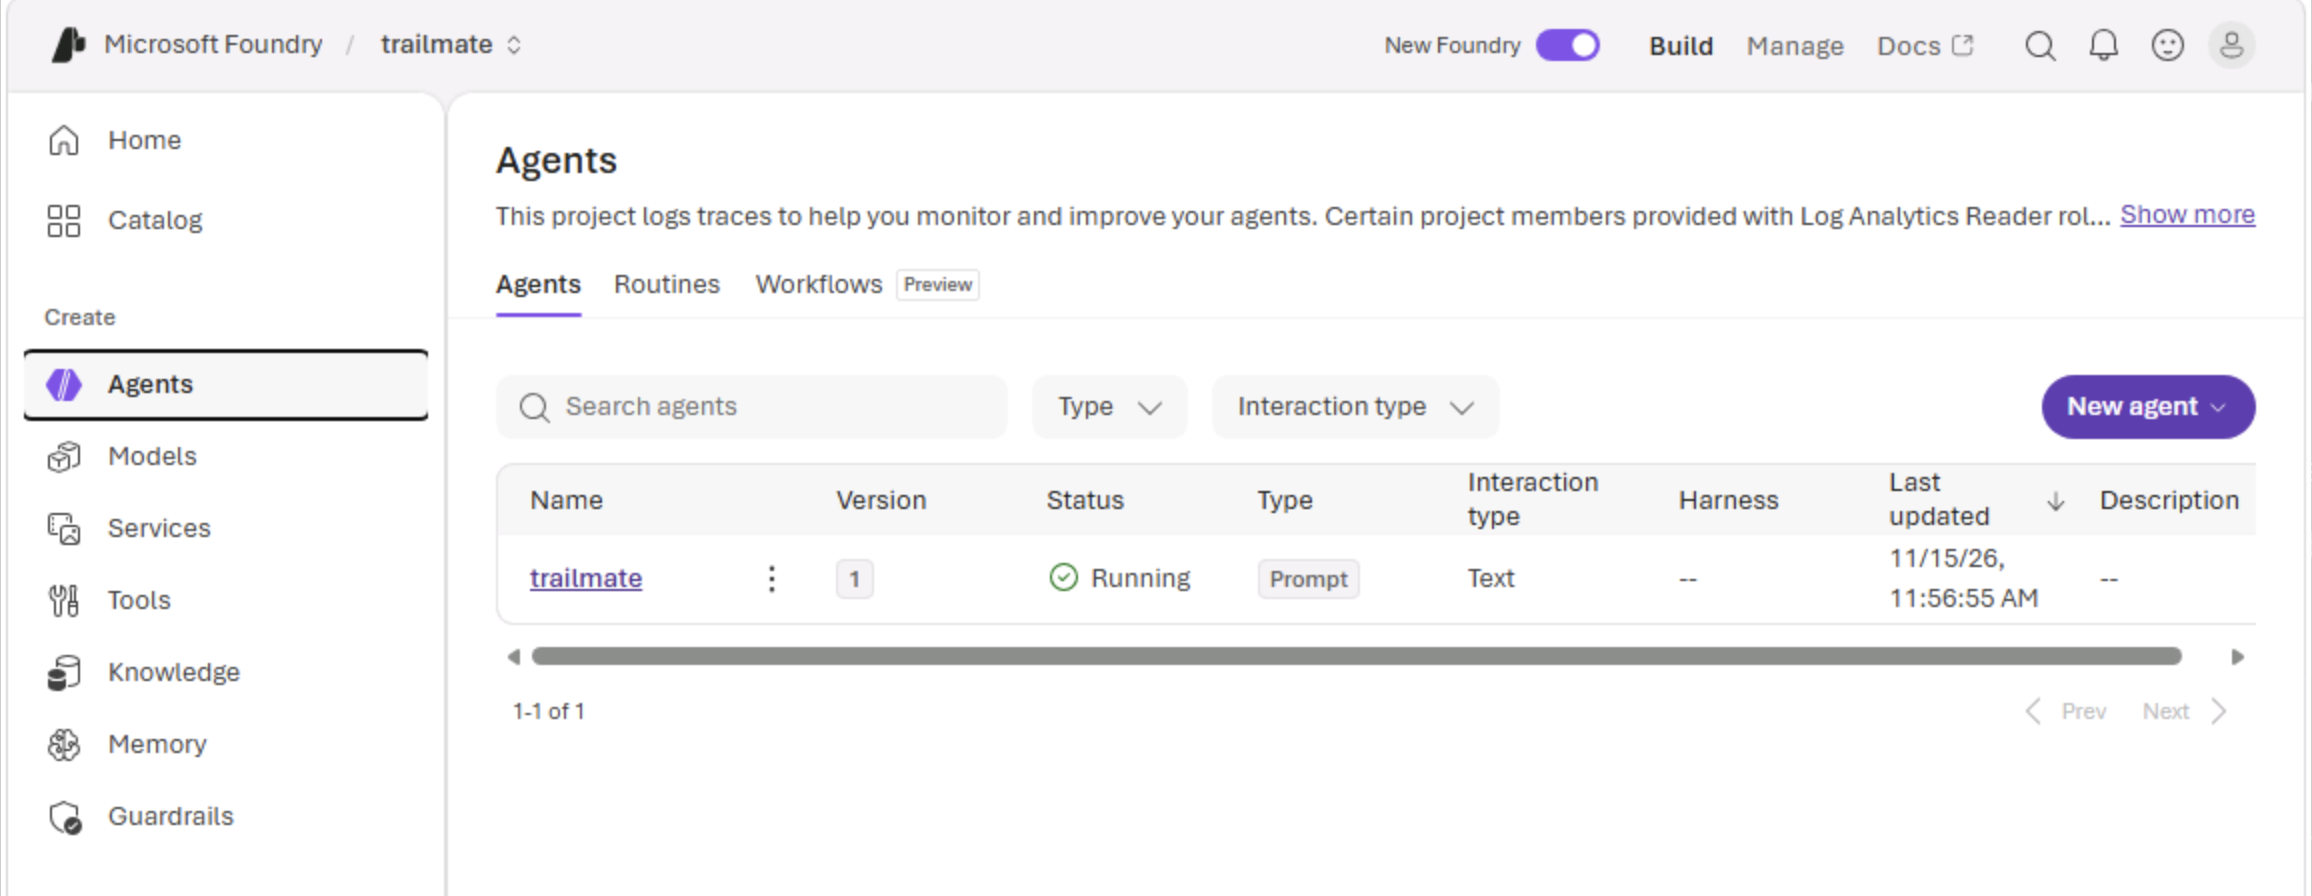 Microsoft Foundry / trailmate
New Foundry Build Manage Docs
Home
Catalog
Create
Agents
Models
Services
Tools
Knowledge
Memory
Guardrails
Agents
This project logs traces to help you monitor and improve your agents. Certain project members provided with Log Analytics Reader rol... Show more
Agents Routines Workflows Preview
Search agents Type Interaction type New agent
Name Version Status Type Interaction type Harness Last updated Description
trailmate 1 Running Prompt Text -- 11/15/26, 11:56:55 AM --
1-1 of 1 Prev Next